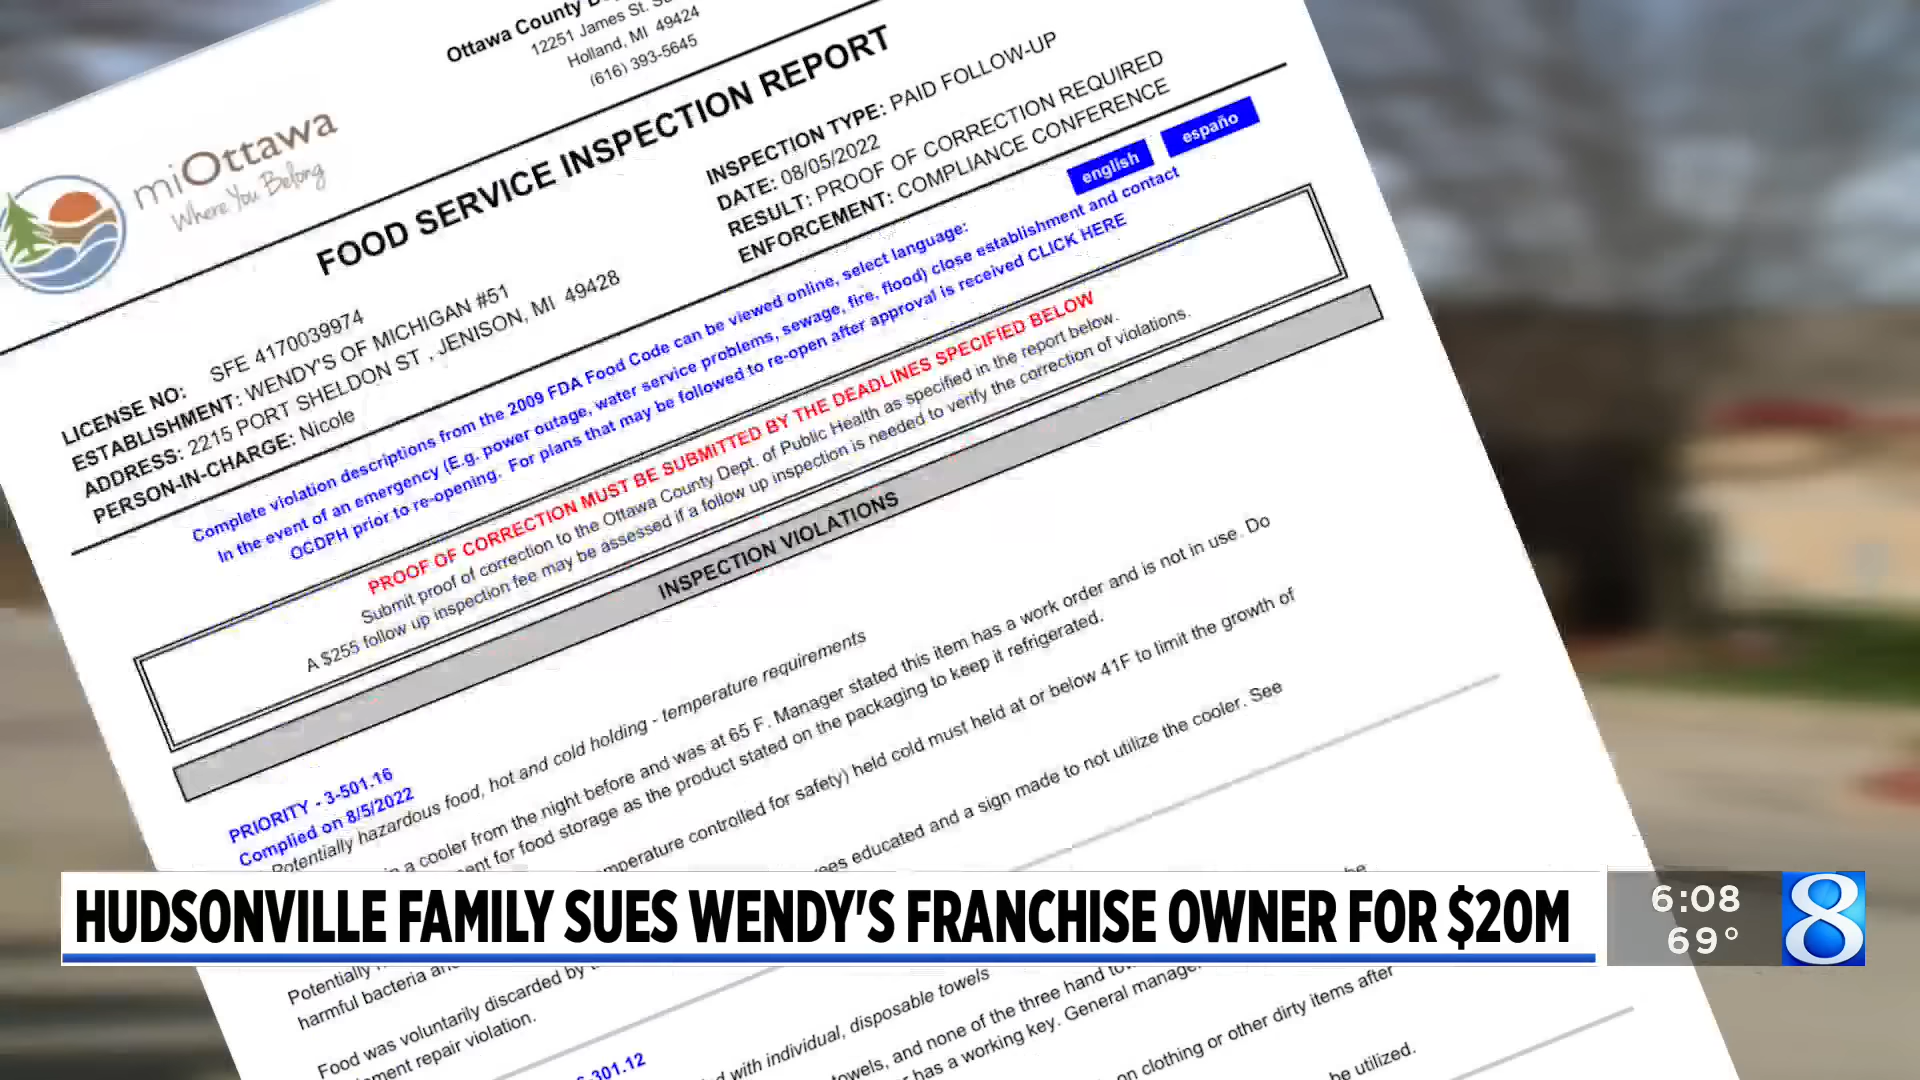 Ottawa County
12251 James St.
Holland, MI 49424
(616) 393-5645
miOttawa
Where You Belong
FOOD SERVICE INSPECTION REPORT
INSPECTION TYPE: PAID FOLLOW-UP
DATE: 08/05/2022
RESULT: PROOF OF CORRECTION REQUIRED
ENFORCEMENT: COMPLIANCE CONFERENCE
LICENSE NO: SFE 4170039974
ESTABLISHMENT: WENDY'S OF MICHIGAN #51
ADDRESS: 2215 PORT SHELDON ST , JENISON, MI 49428
PERSON-IN-CHARGE: Nicole
english
españo
Complete violation descriptions from the 2009 FDA Food Code can be viewed online, select language:
In the event of an emergency (E.g. power outage, water service problems, sewage, fire, flood) close establishment and contact
OCDPH prior to re-opening. For plans that may be followed to re-open after approval is received CLICK HERE
PROOF OF CORRECTION MUST BE SUBMITTED BY THE DEADLINES SPECIFIED BELOW
Submit proof of correction to the Ottawa County Dept. of Public Health as specified in the report below.
A $255 follow up inspection fee may be assessed if a follow up inspection is needed to verify the correction of violations.
INSPECTION VIOLATIONS
PRIORITY - 3-501.16
Complied on 8/5/2022
Potentially hazardous food, hot and cold holding - temperature requirements
in a cooler from the night before and was at 65 F. Manager stated this item has a work order and is not in use. Do
for food storage as the product stated on the packaging to keep it refrigerated.
controlled for safety) held cold must held at or below 41F to limit the growth of
educated and a sign made to not utilize the cooler. See
HUDSONVILLE FAMILY SUES WENDY'S FRANCHISE OWNER FOR $20M
6:08
69°
8
be
Potentially
harmful bacteria
Food was voluntarily discarded by
repair violation.
301.12
with individual, disposable towels
towels, and none of the three hand
has a working key. General manager
on clothing or other dirty items after
be utilized.